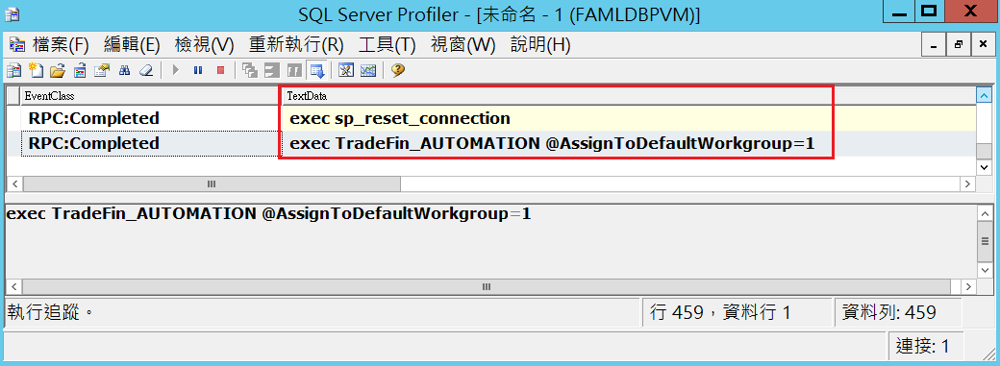 SQL Server Profiler - [未命名 - 1 (FAMLDBPVM)]
檔案(F) 編輯(E) 檢視(V) 重新執行(R) 工具(T) 視窗(W) 說明(H)
EventClass TextData
RPC:Completed exec sp_reset_connection
RPC:Completed exec TradeFin_AUTOMATION @AssignToDefaultWorkgroup=1
exec TradeFin_AUTOMATION @AssignToDefaultWorkgroup=1
執行追蹤。 行 459，資料行 1 資料列: 459
連接: 1